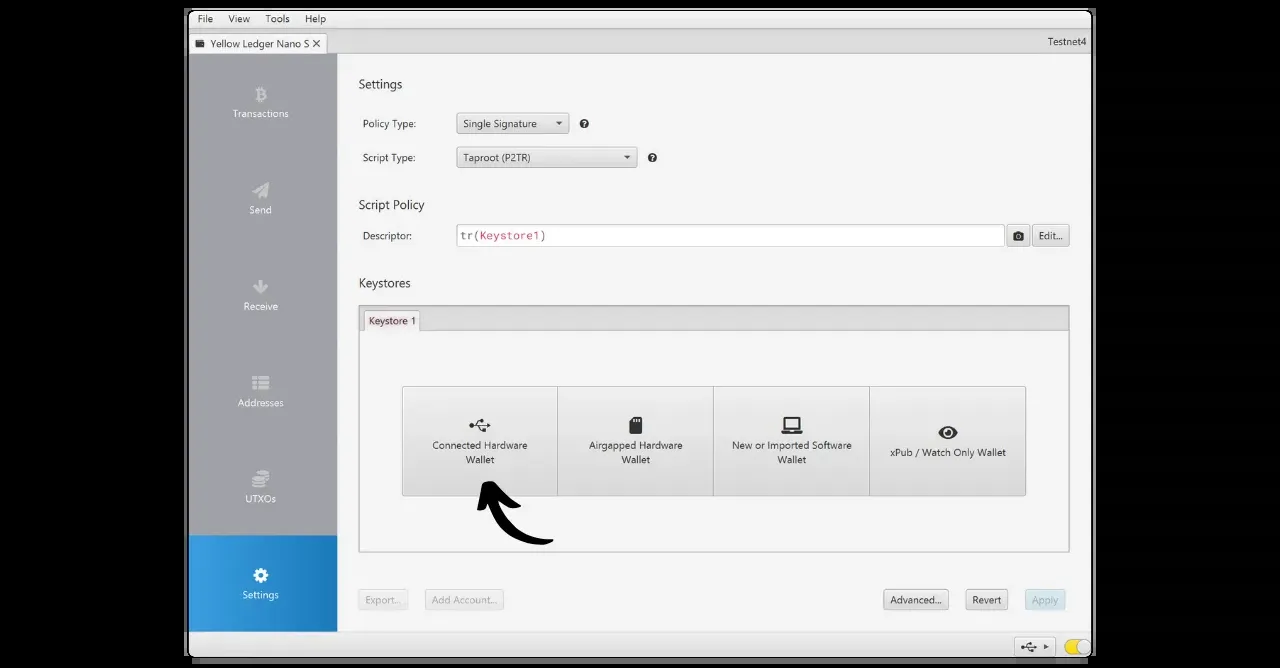 File View Tools Help
Yellow Ledger Nano S
Testnet4
Transactions
Send
Receive
Addresses
UTXOs
Settings
Settings
Policy Type: Single Signature
Script Type: Taproot (P2TR)
Script Policy
Descriptor: tr(Keystore1) Edit...
Keystores
Keystore 1
Connected Hardware
Wallet
Airgapped Hardware
Wallet
New or Imported Software
Wallet
xPub / Watch Only Wallet
Export... Add Account... Advanced... Revert Apply